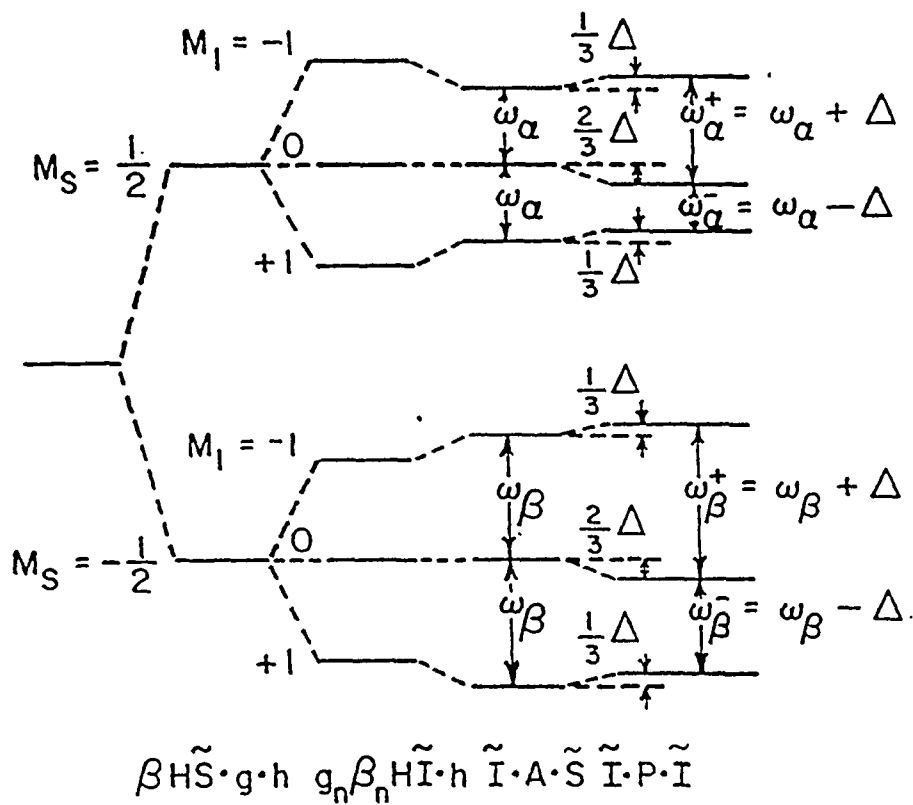 M_I = -1
1/3 Δ
ω_α
2/3 Δ
ω_α^+ = ω_α + Δ
M_S = 1/2
0
ω_α
ω_α^- = ω_α - Δ
+1
1/3 Δ
1/3 Δ
M_I = -1
ω_β
ω_β^+ = ω_β + Δ
2/3 Δ
0
M_S = -1/2
ω_β
ω_β^- = ω_β - Δ.
1/3 Δ
+1
βHS̃·g·h g_nβ_nHĨ·h Ĩ·A·S̃ Ĩ·P·Ĩ